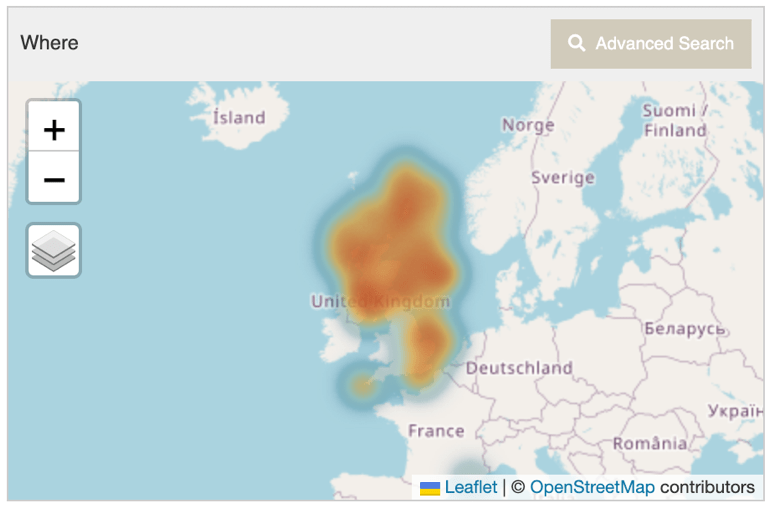 Where
Advanced Search
+
−
Ísland
Norge
Suomi /
Finland
Sverige
United Kingdom
Беларусь
Deutschland
France
Україн
România
Leaflet | © OpenStreetMap contributors